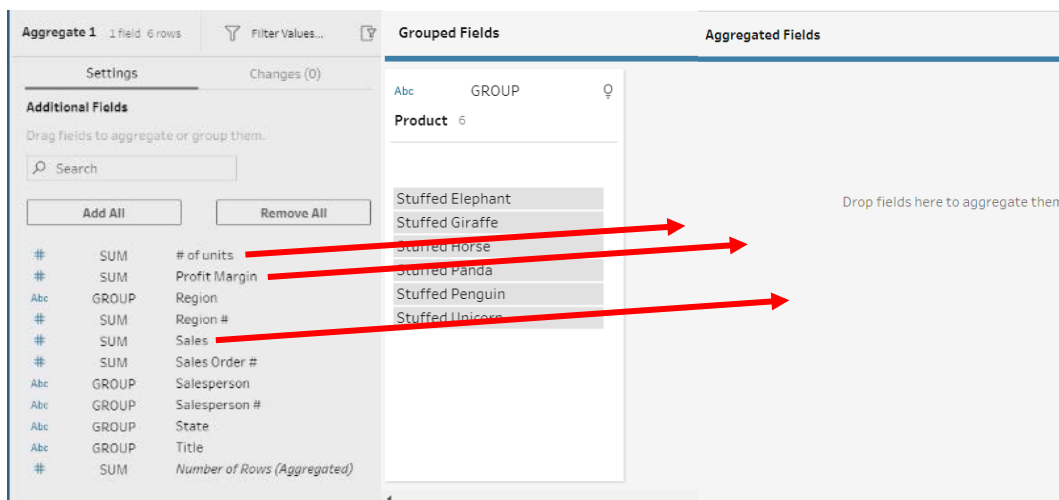 Aggregate 1 1 field 6 rows Filter Values...
Settings Changes (0)
Additional Fields
Drag fields to aggregate or group them.
Search
Add All Remove All
# SUM # of units
# SUM Profit Margin
Abc GROUP Region
# SUM Region #
# SUM Sales
# SUM Sales Order #
Abc GROUP Salesperson
Abc GROUP Salesperson #
Abc GROUP State
Abc GROUP Title
# SUM Number of Rows (Aggregated)
Grouped Fields
Abc GROUP
Product 6
Stuffed Elephant
Stuffed Giraffe
Stuffed Horse
Stuffed Panda
Stuffed Penguin
Stuffed Unicorn
Aggregated Fields
Drop fields here to aggregate them